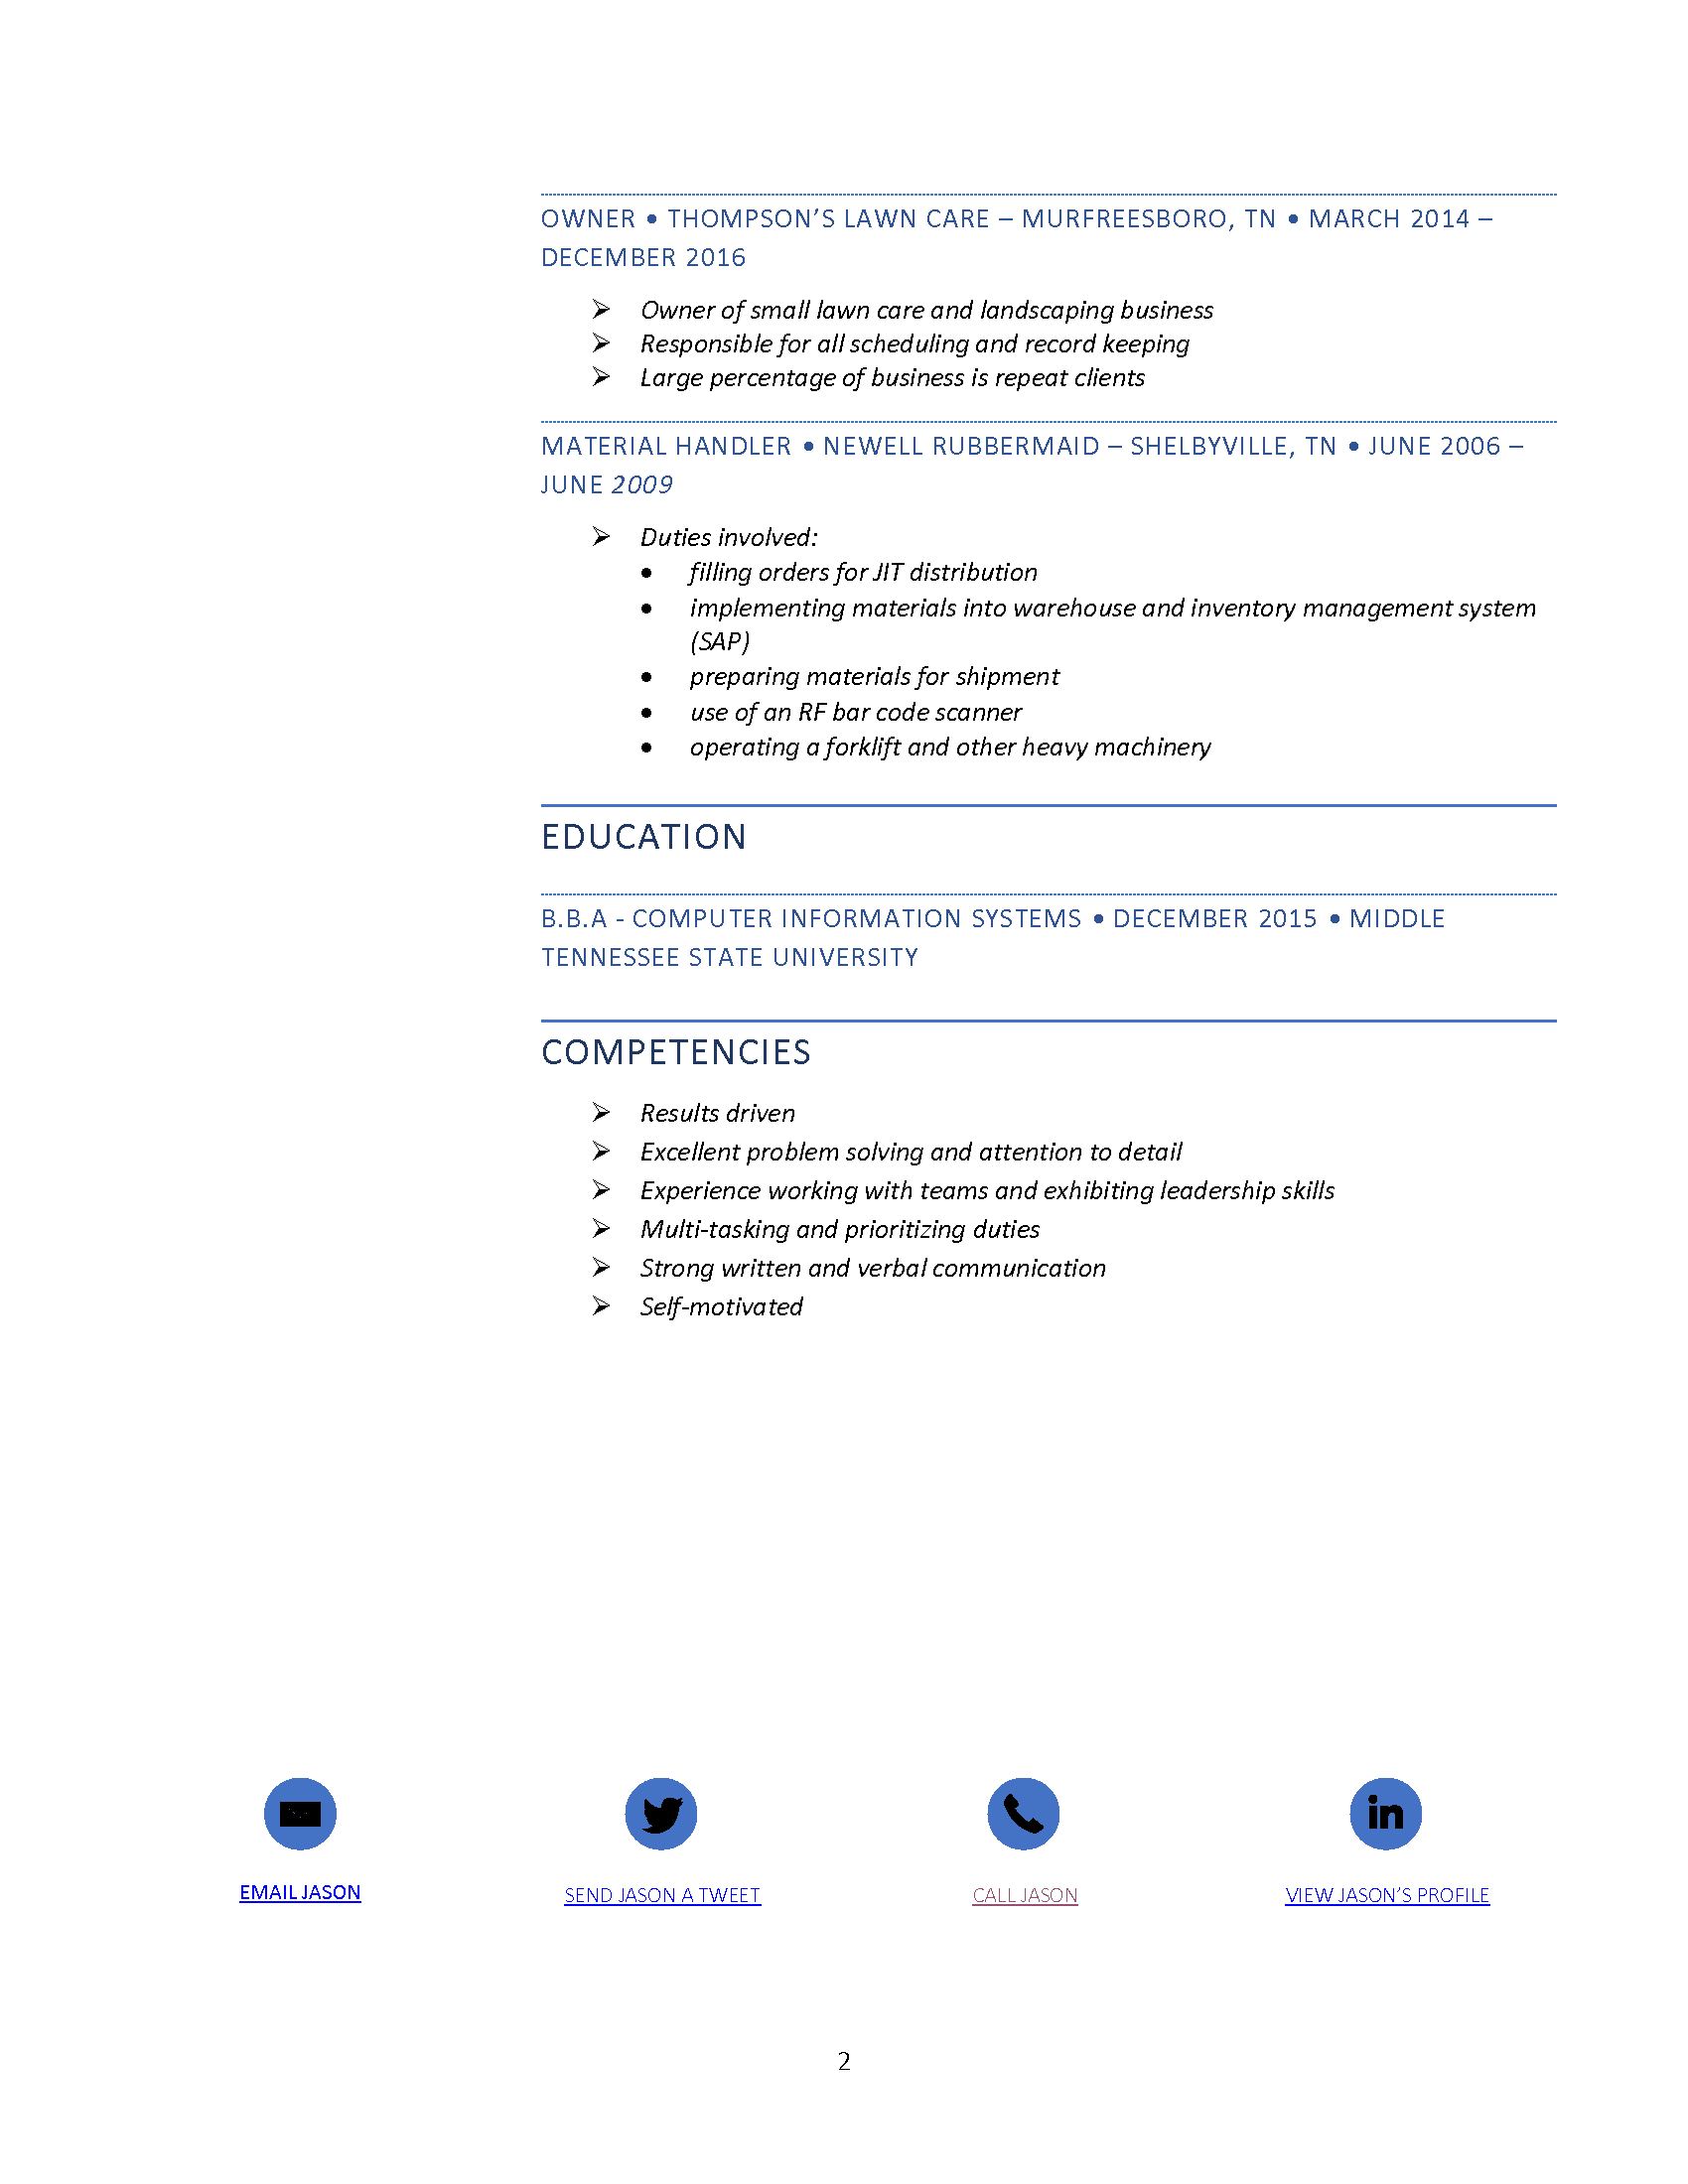 OWNER • THOMPSON’S LAWN CARE – MURFREESBORO, TN • MARCH 2014 –
DECEMBER 2016
➢ Owner of small lawn care and landscaping business
➢ Responsible for all scheduling and record keeping
➢ Large percentage of business is repeat clients
MATERIAL HANDLER • NEWELL RUBBERMAID – SHELBYVILLE, TN • JUNE 2006 –
JUNE 2009
➢ Duties involved:
• filling orders for JIT distribution
• implementing materials into warehouse and inventory management system
(SAP)
• preparing materials for shipment
• use of an RF bar code scanner
• operating a forklift and other heavy machinery
EDUCATION
B.B.A - COMPUTER INFORMATION SYSTEMS • DECEMBER 2015 • MIDDLE
TENNESSEE STATE UNIVERSITY
COMPETENCIES
➢ Results driven
➢ Excellent problem solving and attention to detail
➢ Experience working with teams and exhibiting leadership skills
➢ Multi-tasking and prioritizing duties
➢ Strong written and verbal communication
➢ Self-motivated
in
EMAIL JASON
SEND JASON A TWEET
CALL JASON
VIEW JASON’S PROFILE
2